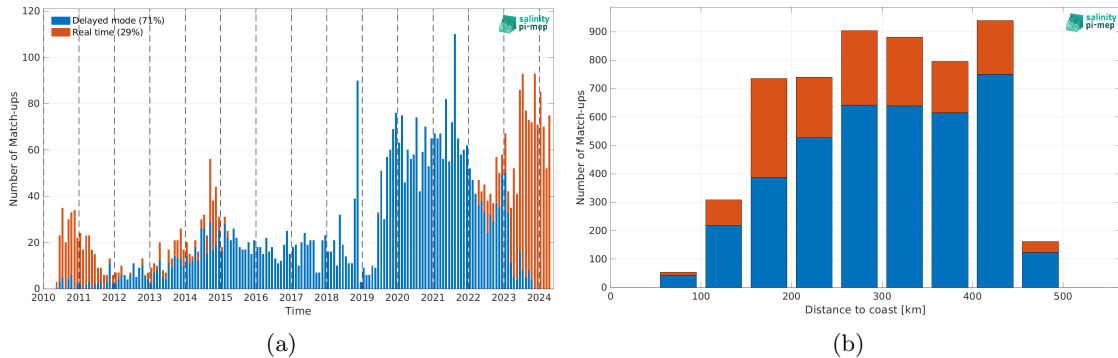 120
100
80
60
40
20
0
Number of Match-ups
Delayed mode (71%)
Real time (29%)
salinity
pi-mep
2010 2011 2012 2013 2014 2015 2016 2017 2018 2019 2020 2021 2022 2023 2024
Time
(a)
900
800
700
600
500
400
300
200
100
0
Number of Match-ups
salinity
pi-mep
0 100 200 300 400 500
Distance to coast [km]
(b)